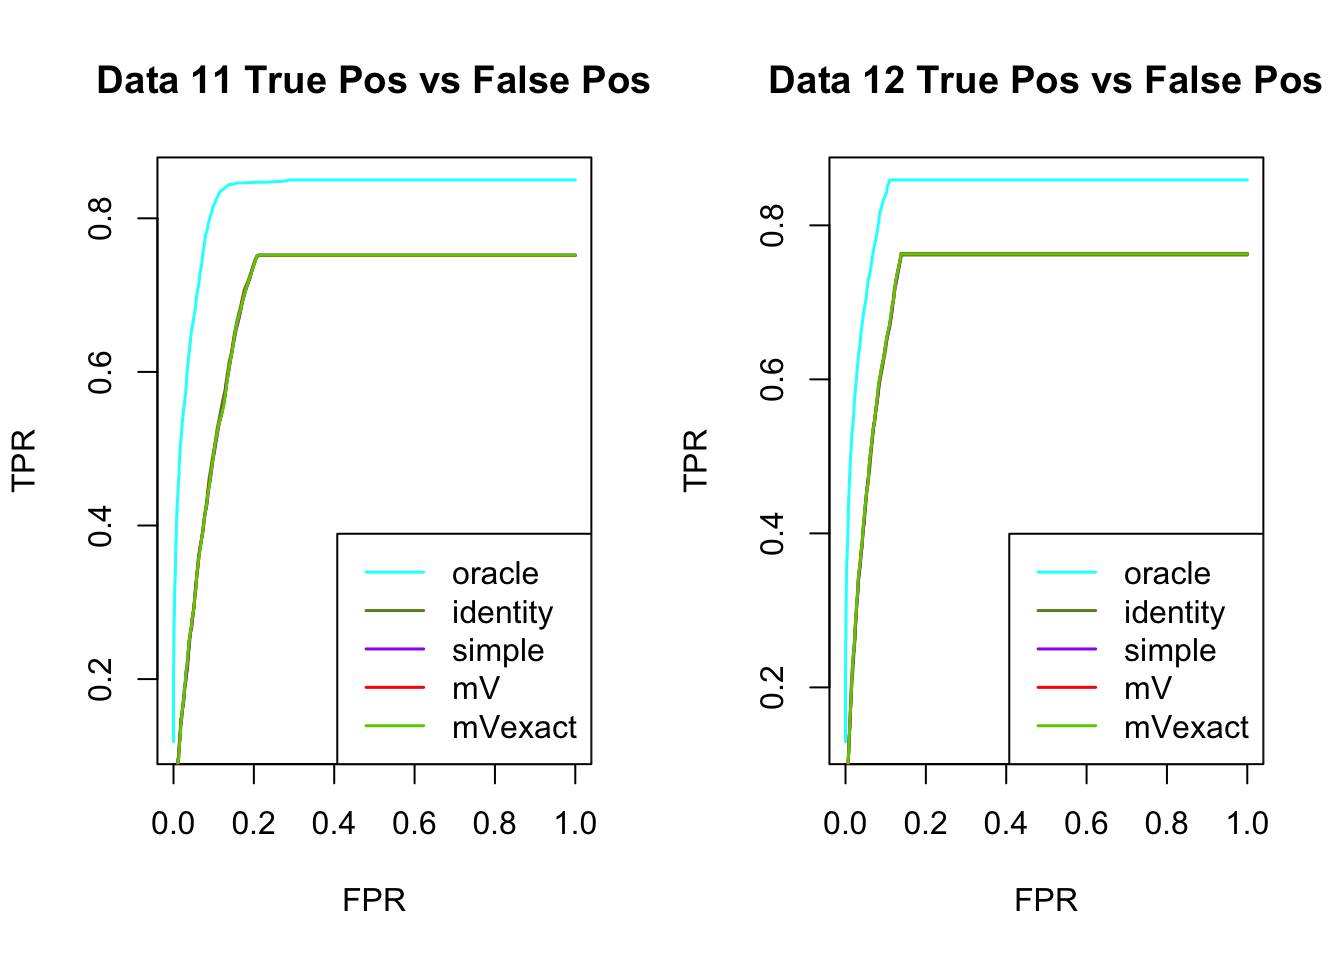 Data 11 True Pos vs False Pos
TPR
0.8
0.6
0.4
0.2
oracle
identity
simple
mV
mVexact
0.0 0.2 0.4 0.6 0.8 1.0
FPR
Data 12 True Pos vs False Pos
TPR
0.8
0.6
0.4
0.2
oracle
identity
simple
mV
mVexact
0.0 0.2 0.4 0.6 0.8 1.0
FPR